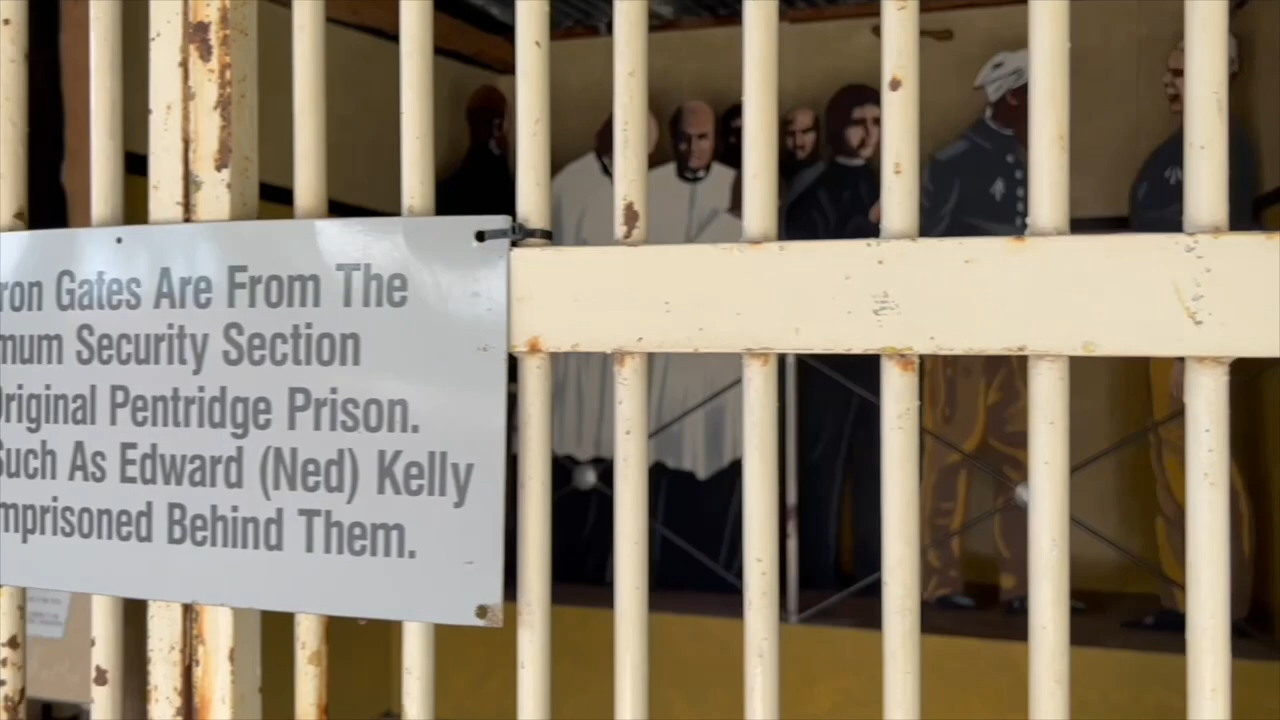 ron Gates Are From The
mum Security Section
Original Pentridge Prison.
Such As Edward (Ned) Kelly
mprisoned Behind Them.